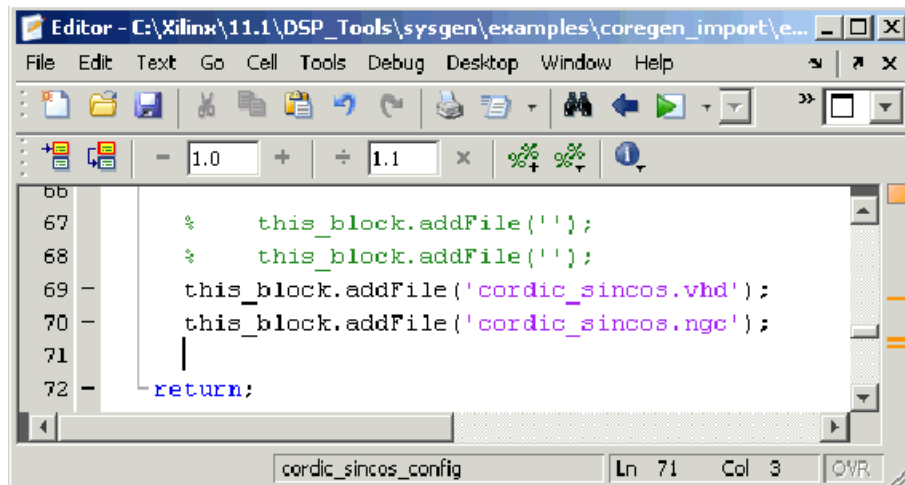 Editor - C:\Xilinx\11.1\DSP_Tools\sysgen\examples\coregen_import\e...
File Edit Text Go Cell Tools Debug Desktop Window Help
1.0 ÷ 1.1 ×
66
67 % this_block.addFile('');
68 % this_block.addFile('');
69 - this_block.addFile('cordic_sincos.vhd');
70 - this_block.addFile('cordic_sincos.ngc');
71
72 - return;
cordic_sincos_config Ln 71 Col 3 OVR